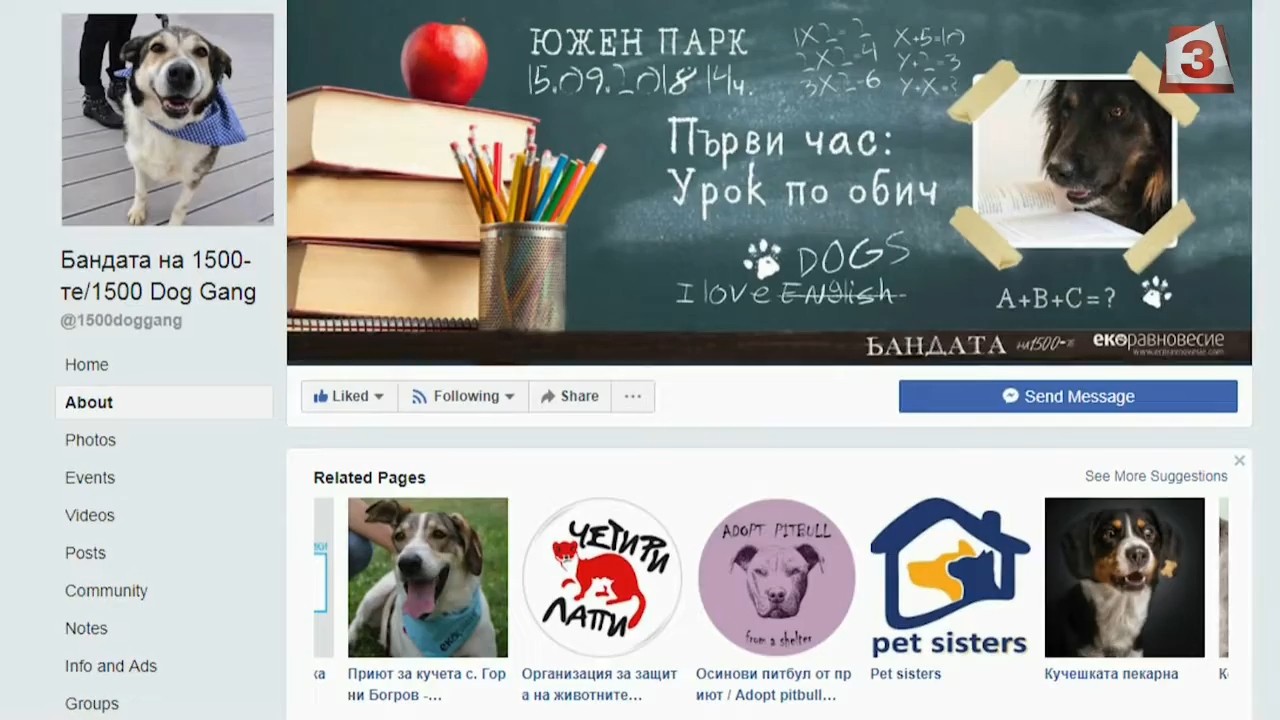 3
ЮЖЕН ПАРК
15.09.2018 14ч.
1X2=2
2X2=4
3X2=6
X+5=10
Y+2=3
Y+X=?
Първи час:
Урок по обич
DOGS
I love English
A+B+C=?
БАНДАТА на 1500-те
екоравновесие
Бандата на 1500-
те/1500 Dog Gang
@1500doggang
Home
About
Photos
Events
Videos
Posts
Community
Notes
Info and Ads
Groups
Liked
Following
Share
...
Send Message
Related Pages
See More Suggestions
ЧЕТИРИ
ЛАПИ
ADOPT PITBULL
from a shelter
pet sisters
ка
Приют за кучета с. Гор
ни Богров -...
Организация за защит
а на животните...
Осинови питбул от пр
иют / Adopt pitbull...
Pet sisters
Кучешката пекарна